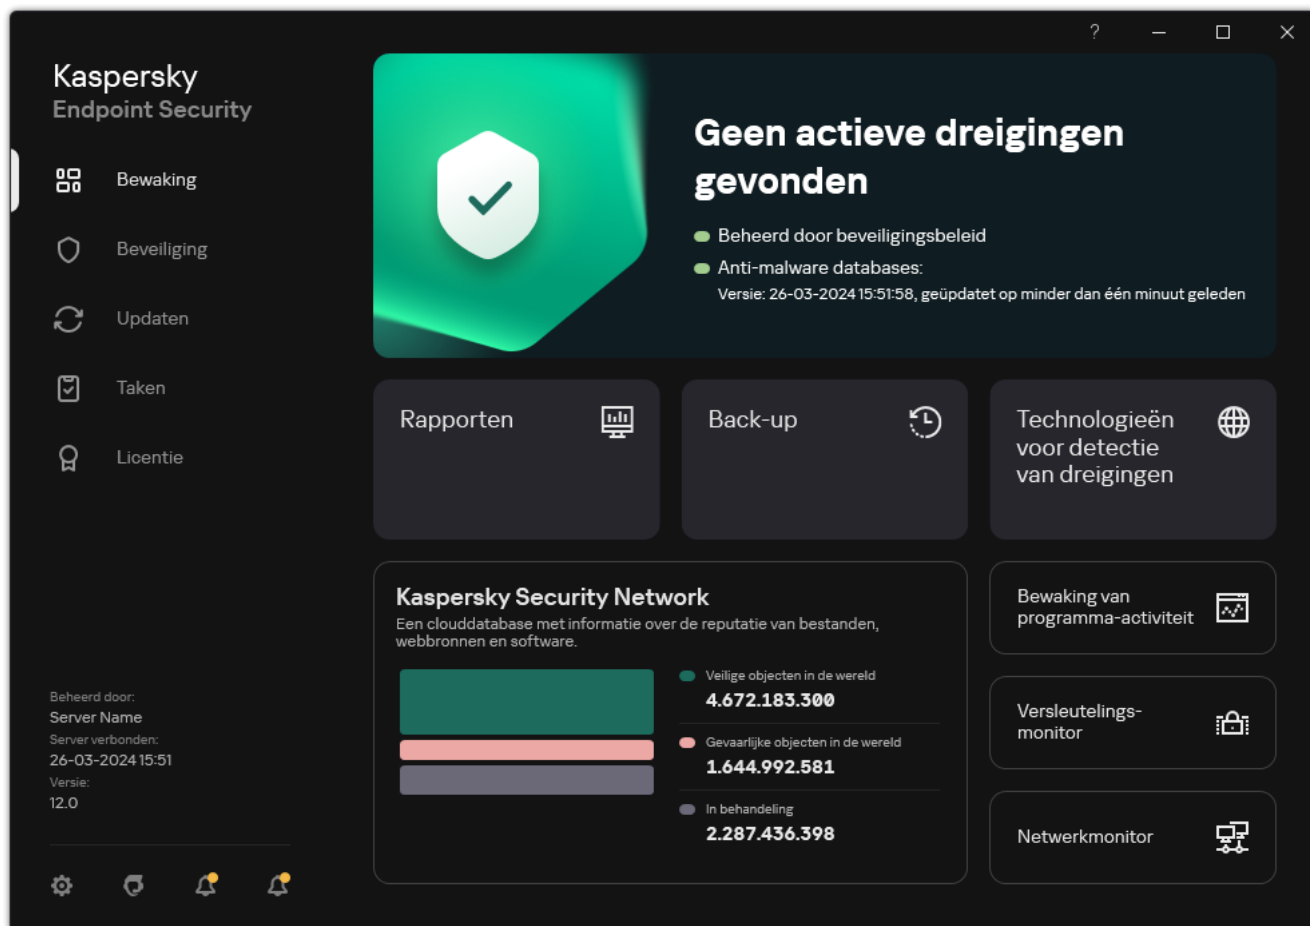 ?
Kaspersky
Endpoint Security
Bewaking
Beveiliging
Updaten
Taken
Licentie
Beheerd door:
Server Name
Server verbonden:
26-03-2024 15:51
Versie:
12.0
Geen actieve dreigingen
gevonden
Beheerd door beveiligingsbeleid
Anti-malware databases:
Versie: 26-03-2024 15:51:58, geüpdatet op minder dan één minuut geleden
Rapporten
Back-up
Technologieën
voor detectie
van dreigingen
Kaspersky Security Network
Een clouddatabase met informatie over de reputatie van bestanden,
webbronnen en software.
Veilige objecten in de wereld
4.672.183.300
Gevaarlijke objecten in de wereld
1.644.992.581
In behandeling
2.287.436.398
Bewaking van
programma-activiteit
Versleutelings-
monitor
Netwerkmonitor